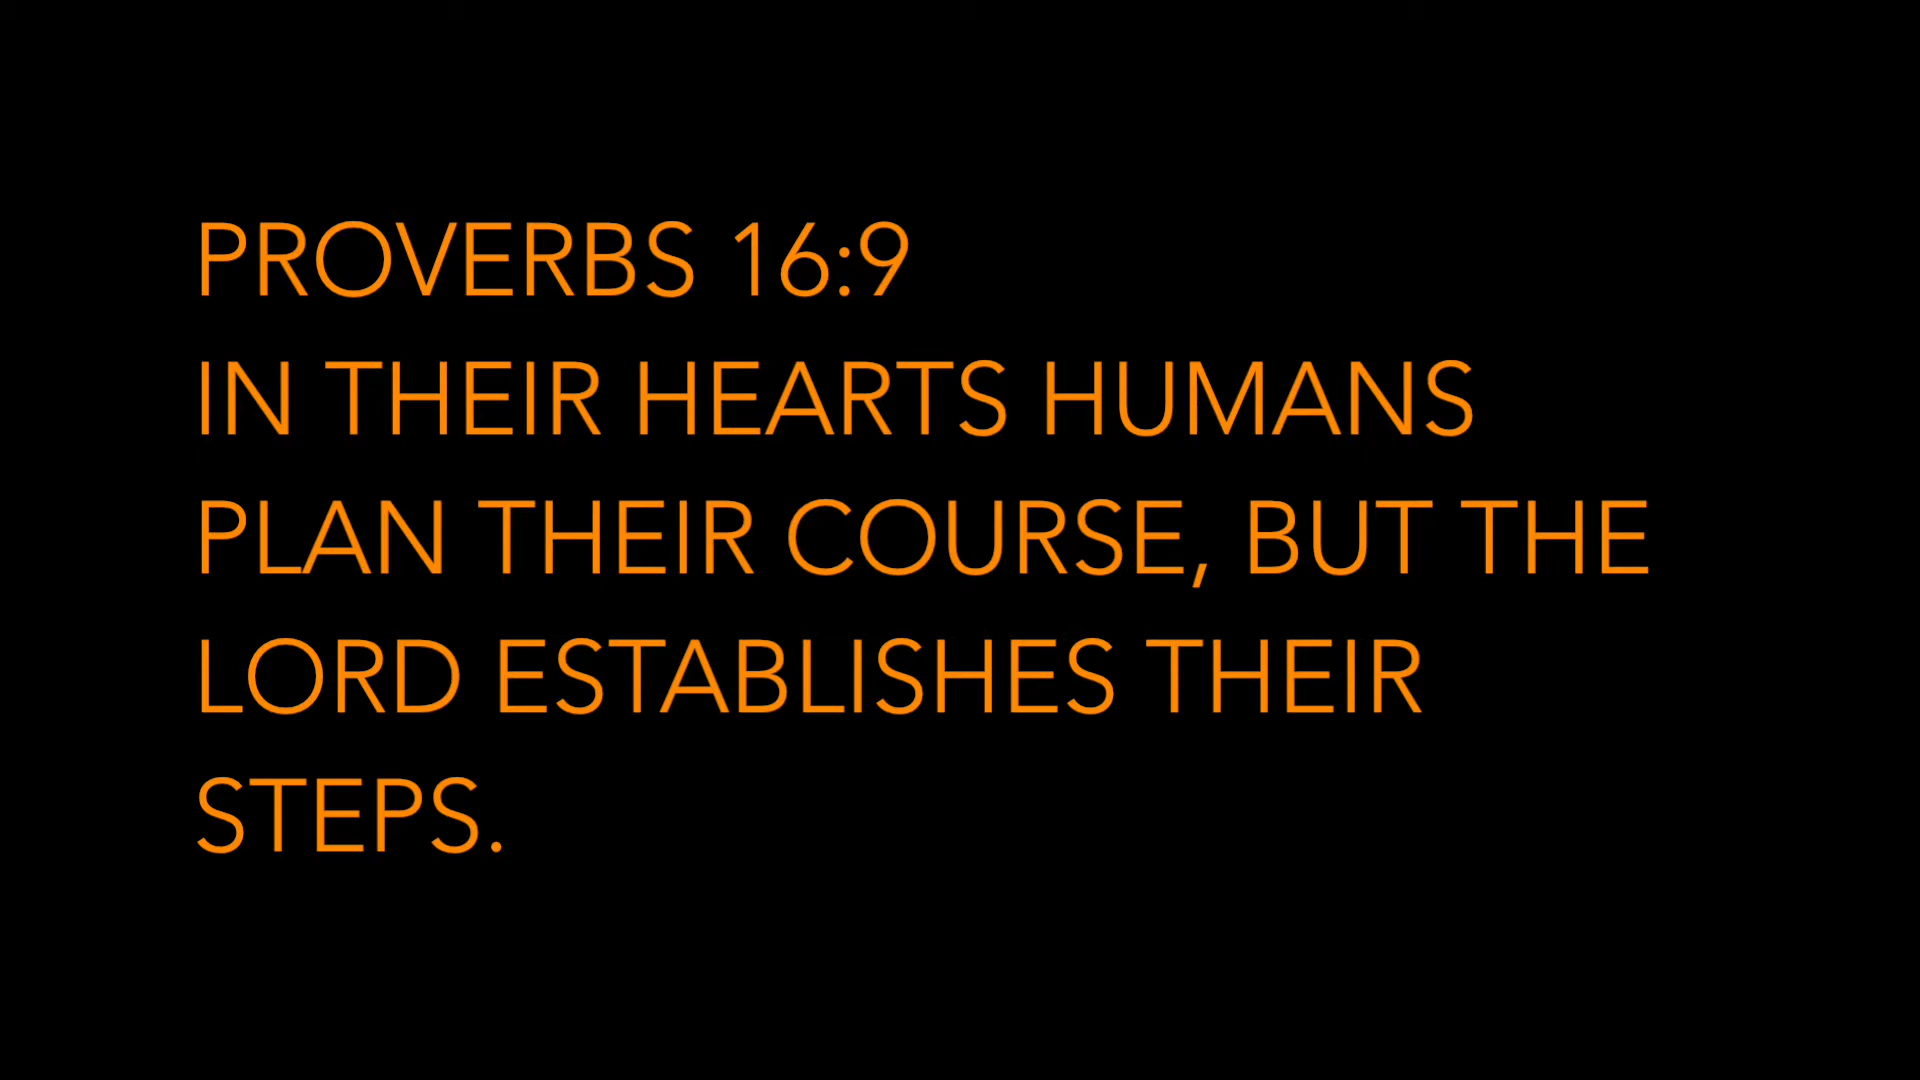 PROVERBS 16:9
IN THEIR HEARTS HUMANS
PLAN THEIR COURSE, BUT THE
LORD ESTABLISHES THEIR
STEPS.